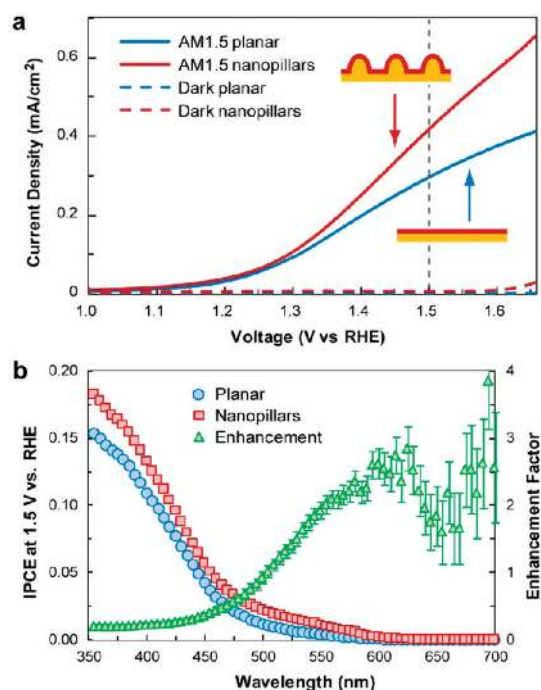 a
AM1.5 planar
AM1.5 nanopillars
Dark planar
Dark nanopillars
Current Density (mA/cm²)
0.6
0.4
0.2
0
1.0 1.1 1.2 1.3 1.4 1.5 1.6
Voltage (V vs RHE)
b
Planar
Nanopillars
Enhancement
IPCE at 1.5 V vs. RHE
0.20
0.15
0.10
0.05
0.00
Enhancement Factor
4
3
2
1
0
350 400 450 500 550 600 650 700
Wavelength (nm)